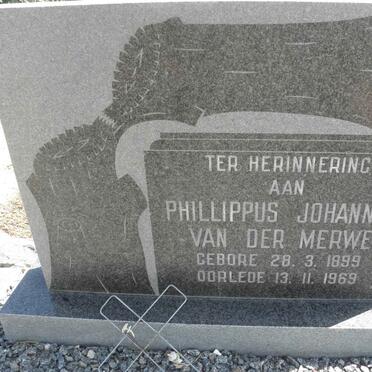 TER HERINNERING
AAN
PHILLIPPUS JOHANN
VAN DER MERWE
GEBORE 28. 3. 1899
OORLEDE 13. 11. 1969